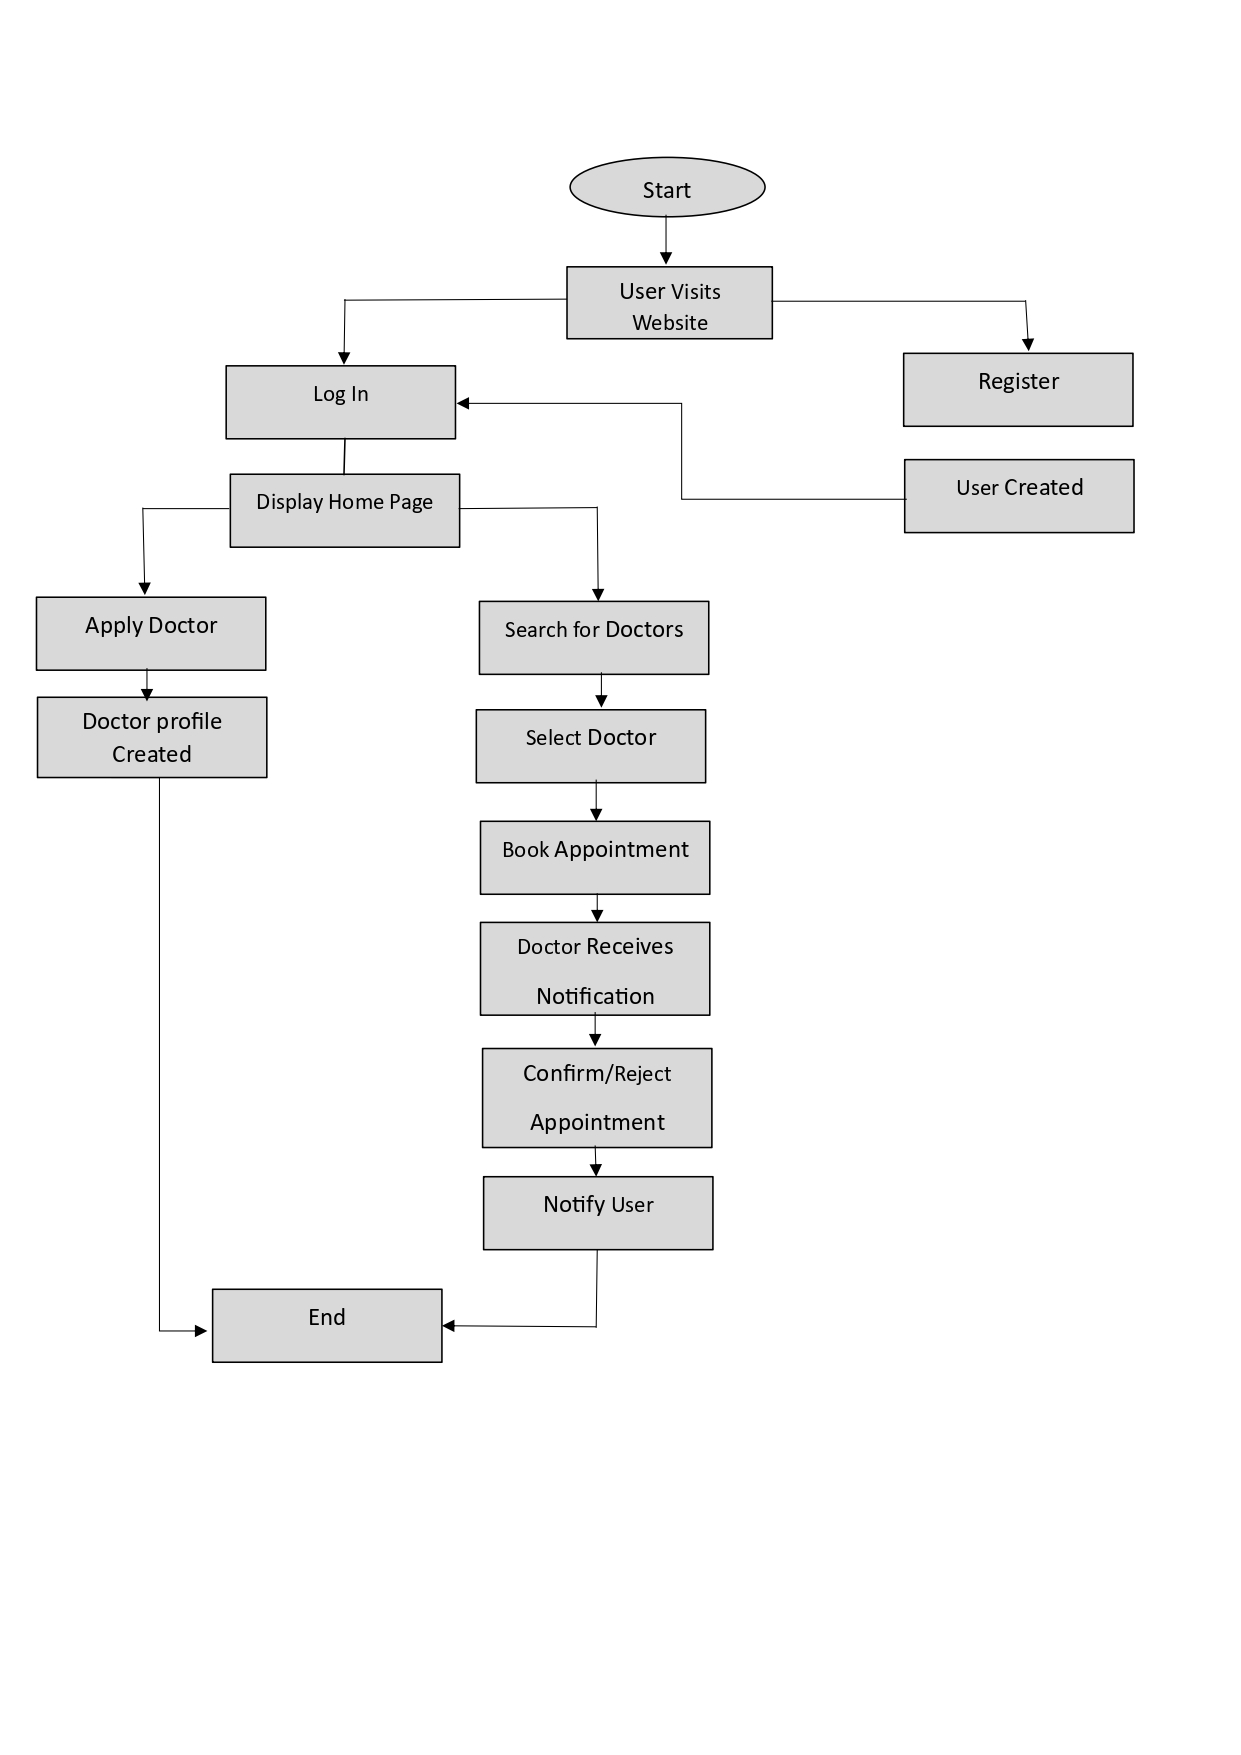 Start
User Visits
Website
Log In
Register
Display Home Page
User Created
Apply Doctor
Search for Doctors
Doctor profile
Created
Select Doctor
Book Appointment
Doctor Receives
Notification
Confirm/Reject
Appointment
Notify User
End